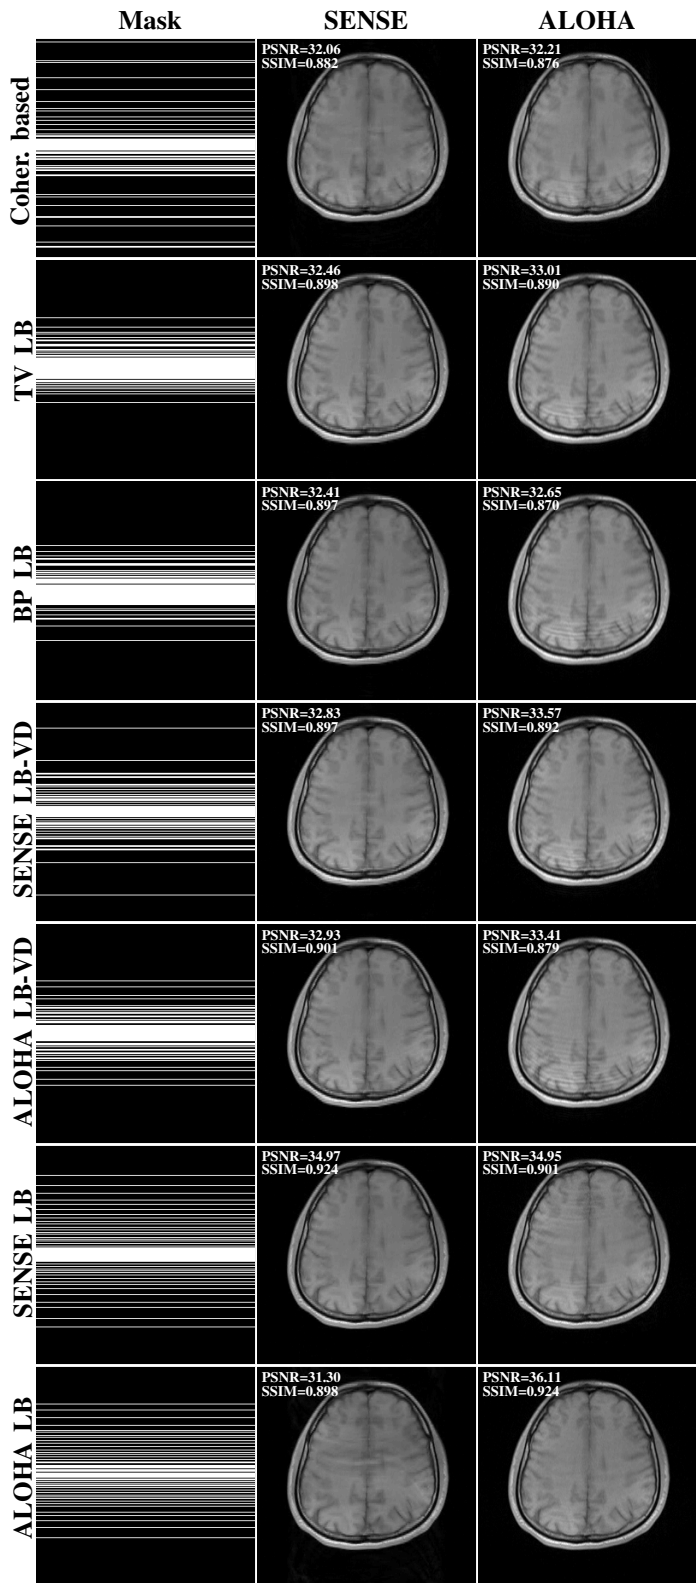 Mask SENSE ALOHA
Coher. based
PSNR=32.06
SSIM=0.882
PSNR=32.21
SSIM=0.876
TV LB
PSNR=32.46
SSIM=0.898
PSNR=33.01
SSIM=0.890
BP LB
PSNR=32.41
SSIM=0.897
PSNR=32.65
SSIM=0.870
SENSE LB-VD
PSNR=32.83
SSIM=0.897
PSNR=33.57
SSIM=0.892
ALOHA LB-VD
PSNR=32.93
SSIM=0.901
PSNR=33.41
SSIM=0.879
SENSE LB
PSNR=34.97
SSIM=0.924
PSNR=34.95
SSIM=0.901
ALOHA LB
PSNR=31.30
SSIM=0.898
PSNR=36.11
SSIM=0.924